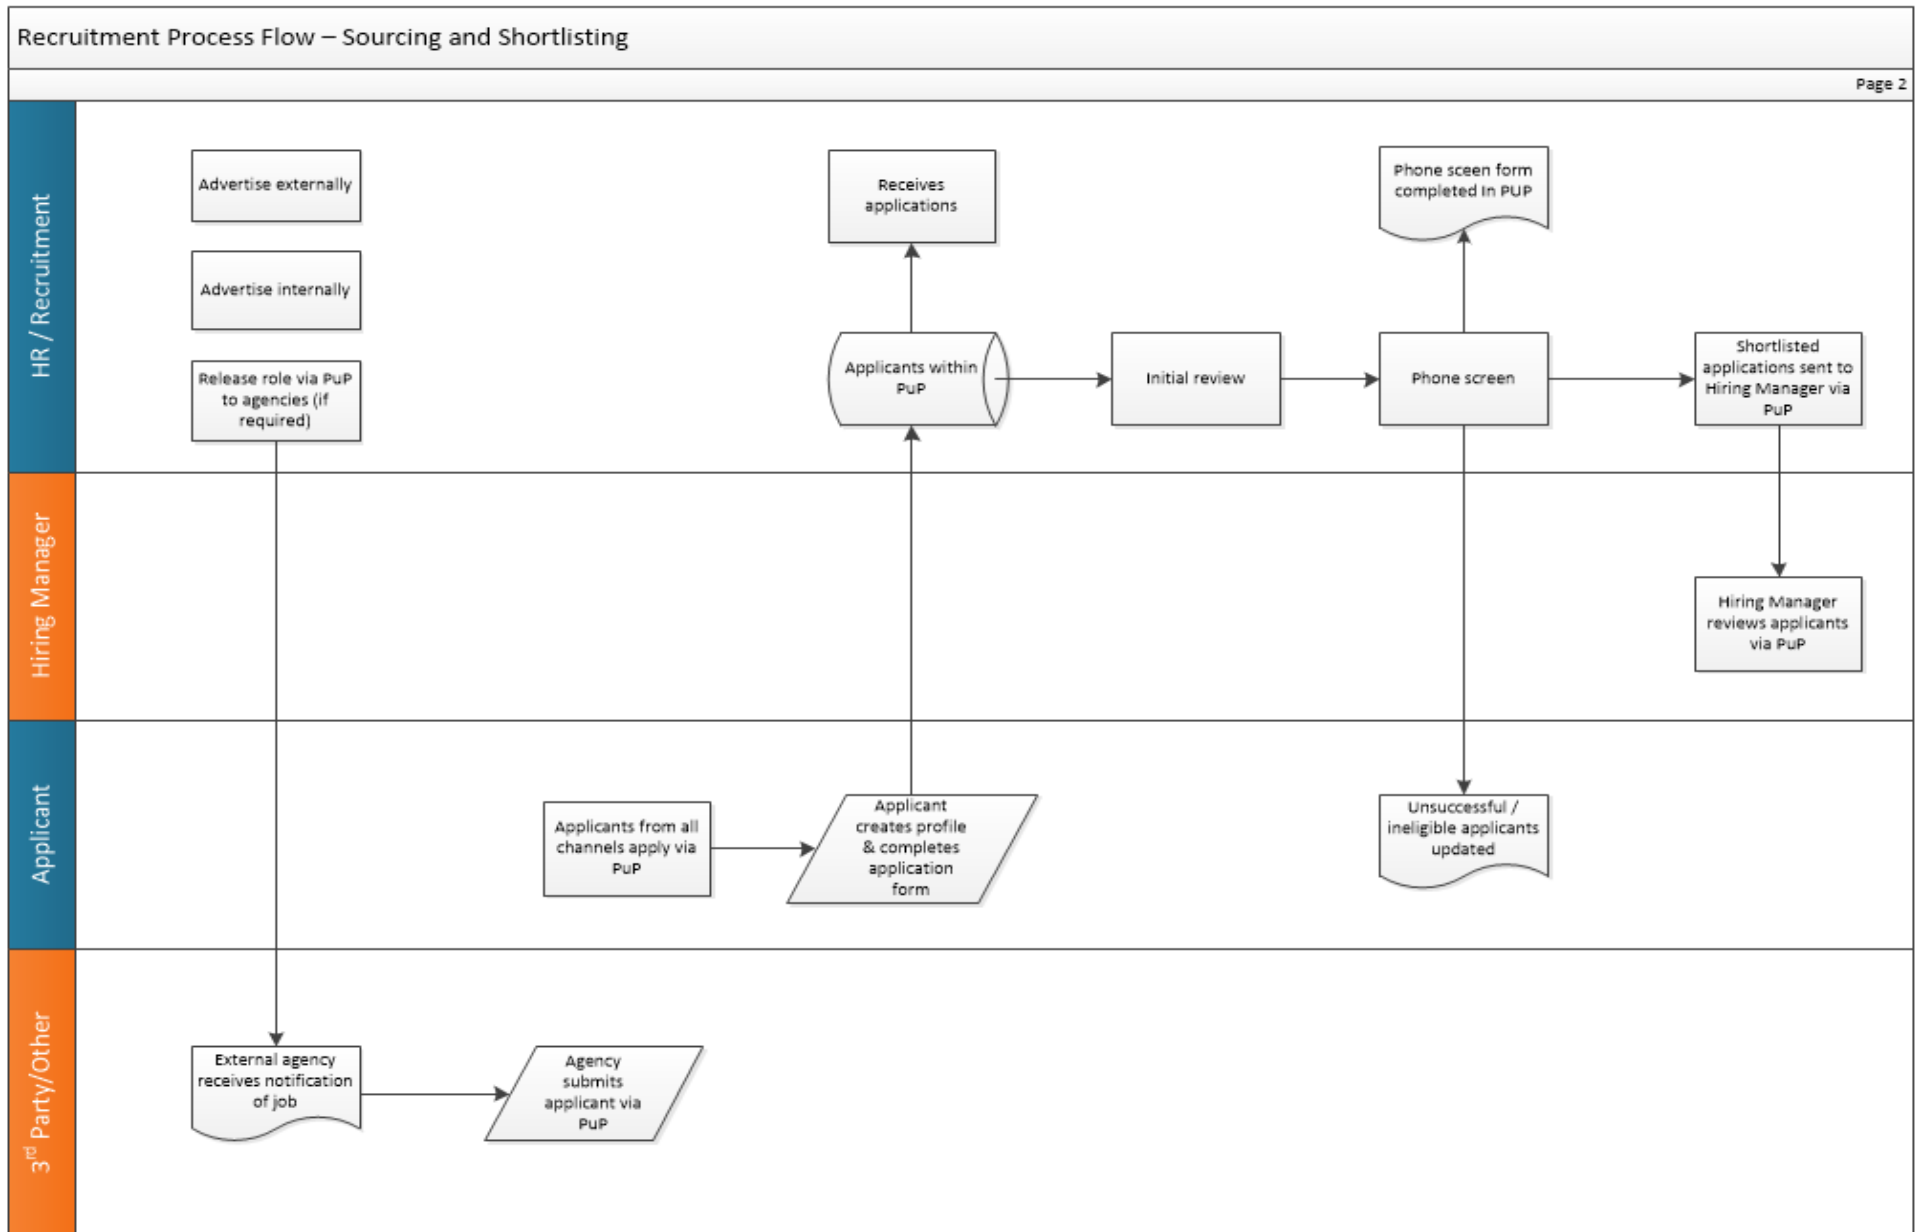 Recruitment Process Flow – Sourcing and Shortlisting
Page 2
HR / Recruitment
Advertise externally
Advertise internally
Release role via PuP
to agencies (if
required)
Receives
applications
Applicants within
PuP
Initial review
Phone sceen form
completed In PUP
Phone screen
Shortlisted
applications sent to
Hiring Manager via
PuP
Hiring Manager
Hiring Manager
reviews applicants
via PuP
Applicant
Applicants from all
channels apply via
PuP
Applicant
creates profile
& completes
application
form
Unsuccessful /
ineligible applicants
updated
3rd Party/Other
External agency
receives notification
of job
Agency
submits
applicant via
PuP